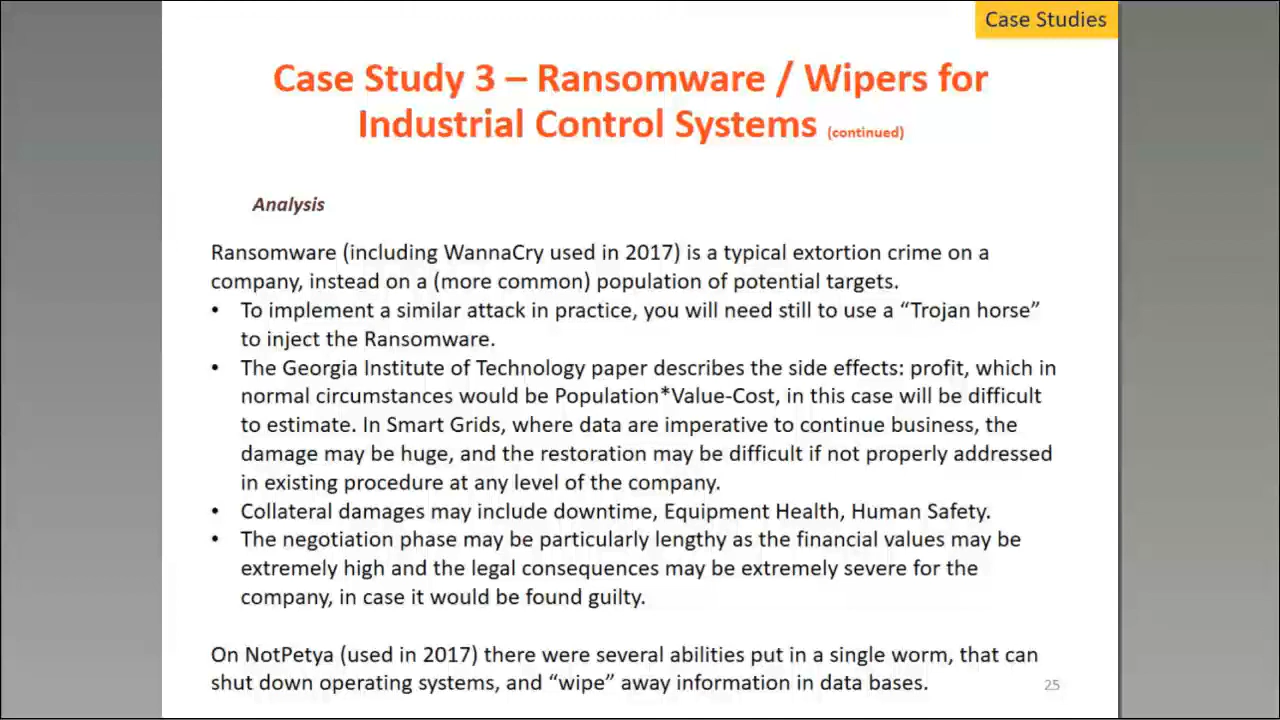 Case Studies
Case Study 3 – Ransomware / Wipers for
Industrial Control Systems (continued)
Analysis
Ransomware (including WannaCry used in 2017) is a typical extortion crime on a
company, instead on a (more common) population of potential targets.
• To implement a similar attack in practice, you will need still to use a “Trojan horse”
to inject the Ransomware.
• The Georgia Institute of Technology paper describes the side effects: profit, which in
normal circumstances would be Population*Value-Cost, in this case will be difficult
to estimate. In Smart Grids, where data are imperative to continue business, the
damage may be huge, and the restoration may be difficult if not properly addressed
in existing procedure at any level of the company.
• Collateral damages may include downtime, Equipment Health, Human Safety.
• The negotiation phase may be particularly lengthy as the financial values may be
extremely high and the legal consequences may be extremely severe for the
company, in case it would be found guilty.
On NotPetya (used in 2017) there were several abilities put in a single worm, that can
shut down operating systems, and “wipe” away information in data bases.
25